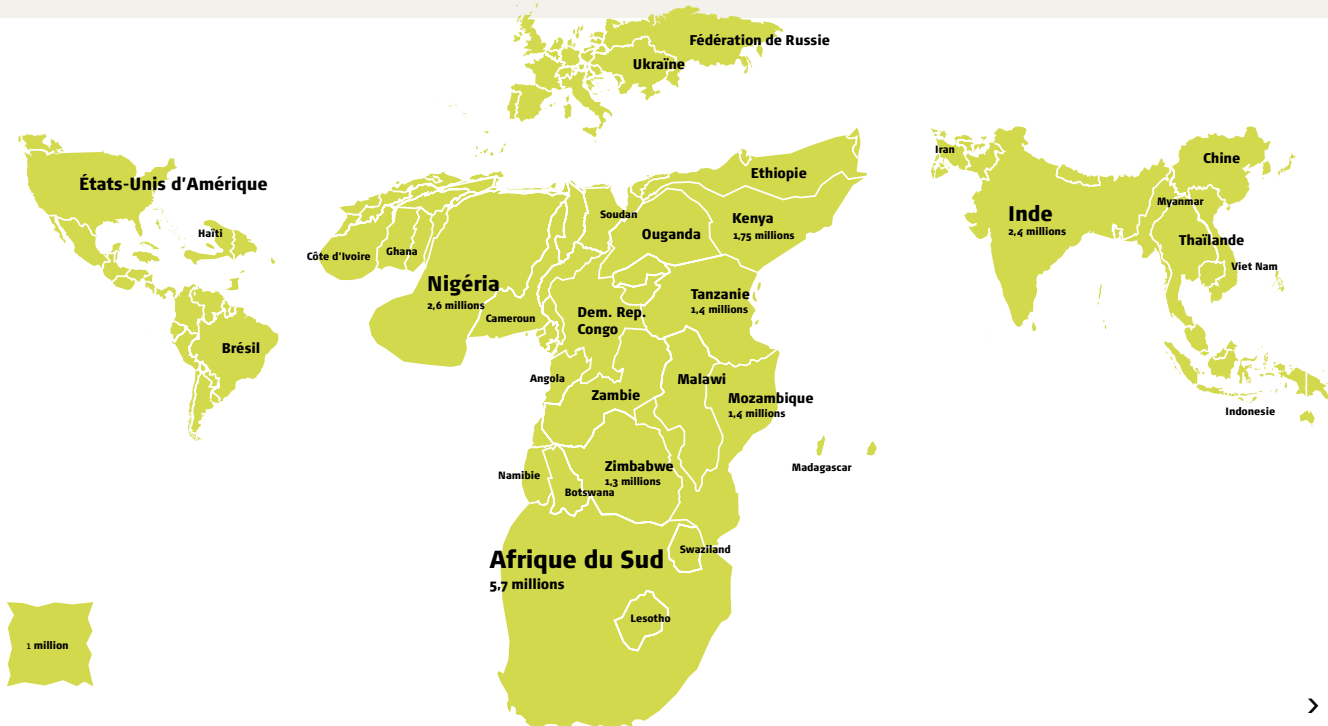 Fédération de Russie
Ukraïne
États-Unis d'Amérique
Haïti
Brésil
Ethiopie
Kenya
1,75 millions
Soudan
Ouganda
Côte d'Ivoire
Ghana
Nigéria
2,6 millions
Cameroun
Dem. Rep.
Congo
Tanzanie
1,4 millions
Angola
Zambie
Malawi
Mozambique
1,4 millions
Madagascar
Namibie
Botswana
Zimbabwe
1,3 millions
Afrique du Sud
5,7 millions
Swaziland
Lesotho
Iran
Inde
2,4 millions
Chine
Myanmar
Thaïlande
Viet Nam
Indonesie
1 million
›